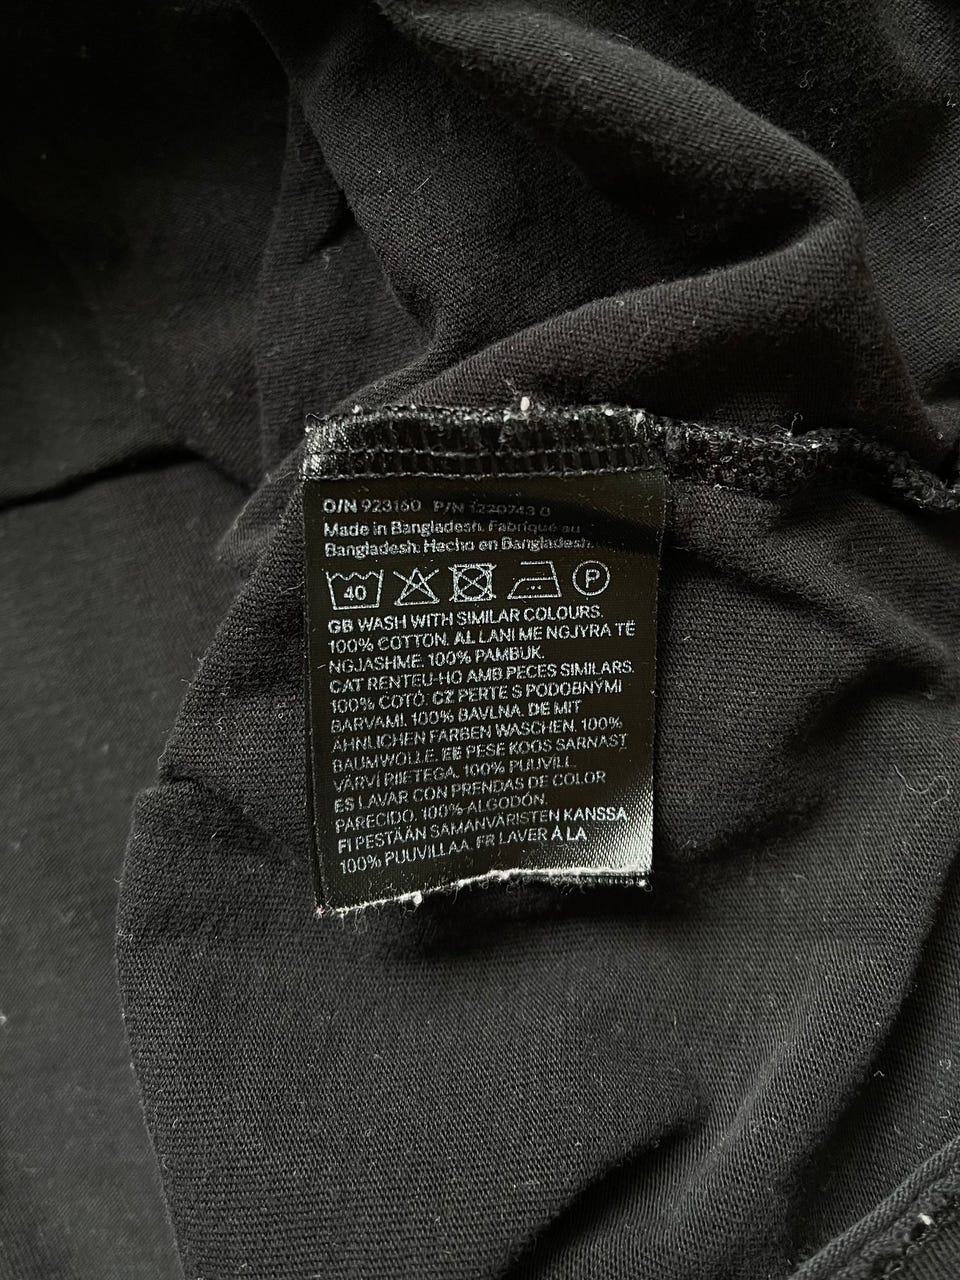 O/N 923160 P/N 1220743 0
Made in Bangladesh. Fabriqué au
Bangladesh. Hecho en Bangladesh.
40 P
GB WASH WITH SIMILAR COLOURS.
100% COTTON. AL LANI ME NGJYRA TË
NGJASHME. 100% PAMBUK.
CAT RENTEU-HO AMB PECES SIMILARS.
100% COTÓ. CZ PERTE S PODOBNÝMI
BARVAMI. 100% BAVLNA. DE MIT
ÄHNLICHEN FARBEN WASCHEN. 100%
BAUMWOLLE. EE PESE KOOS SARNAST
VÄRVI PIIETEGA. 100% PUUVILL.
ES LAVAR CON PRENDAS DE COLOR
PARECIDO. 100% ALGODÓN.
FI PESTÄÄN SAMANVÄRISTEN KANSSA.
100% PUUVILLAA. FR LAVER À LA